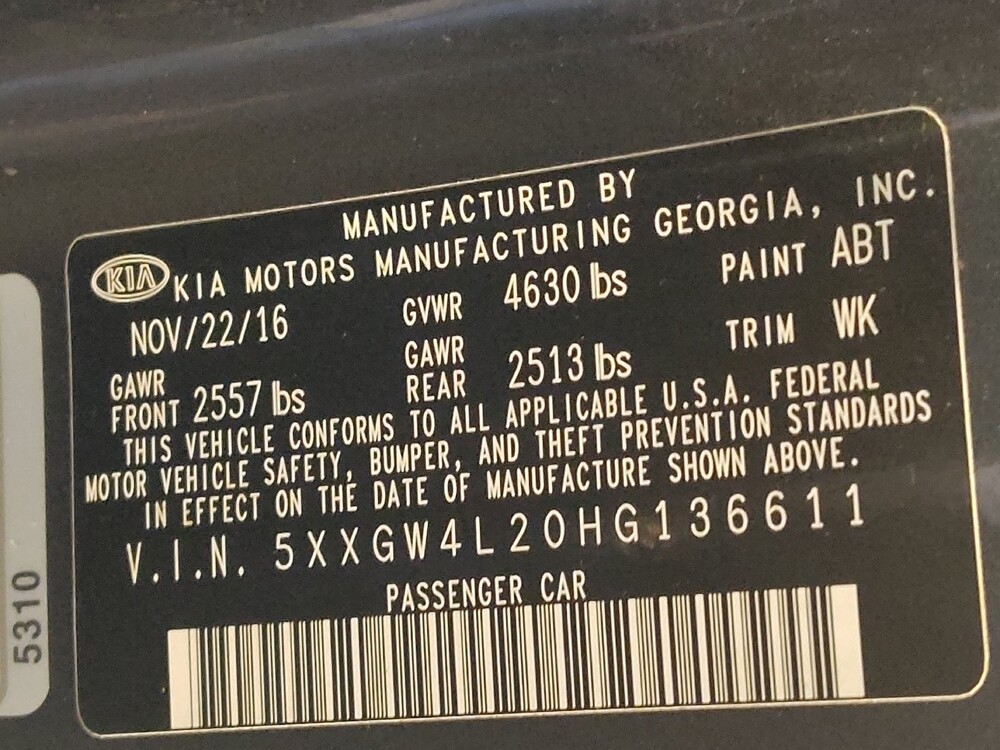 MANUFACTURED BY
KIA KIA MOTORS MANUFACTURING GEORGIA, INC.
NOV/22/16 GVWR 4630 lbs PAINT ABT
GAWR FRONT 2557 lbs GAWR REAR 2513 lbs TRIM WK
THIS VEHICLE CONFORMS TO ALL APPLICABLE U.S.A. FEDERAL
MOTOR VEHICLE SAFETY, BUMPER, AND THEFT PREVENTION STANDARDS
IN EFFECT ON THE DATE OF MANUFACTURE SHOWN ABOVE.
V.I.N. 5XXGW4L20HG136611
PASSENGER CAR
5310